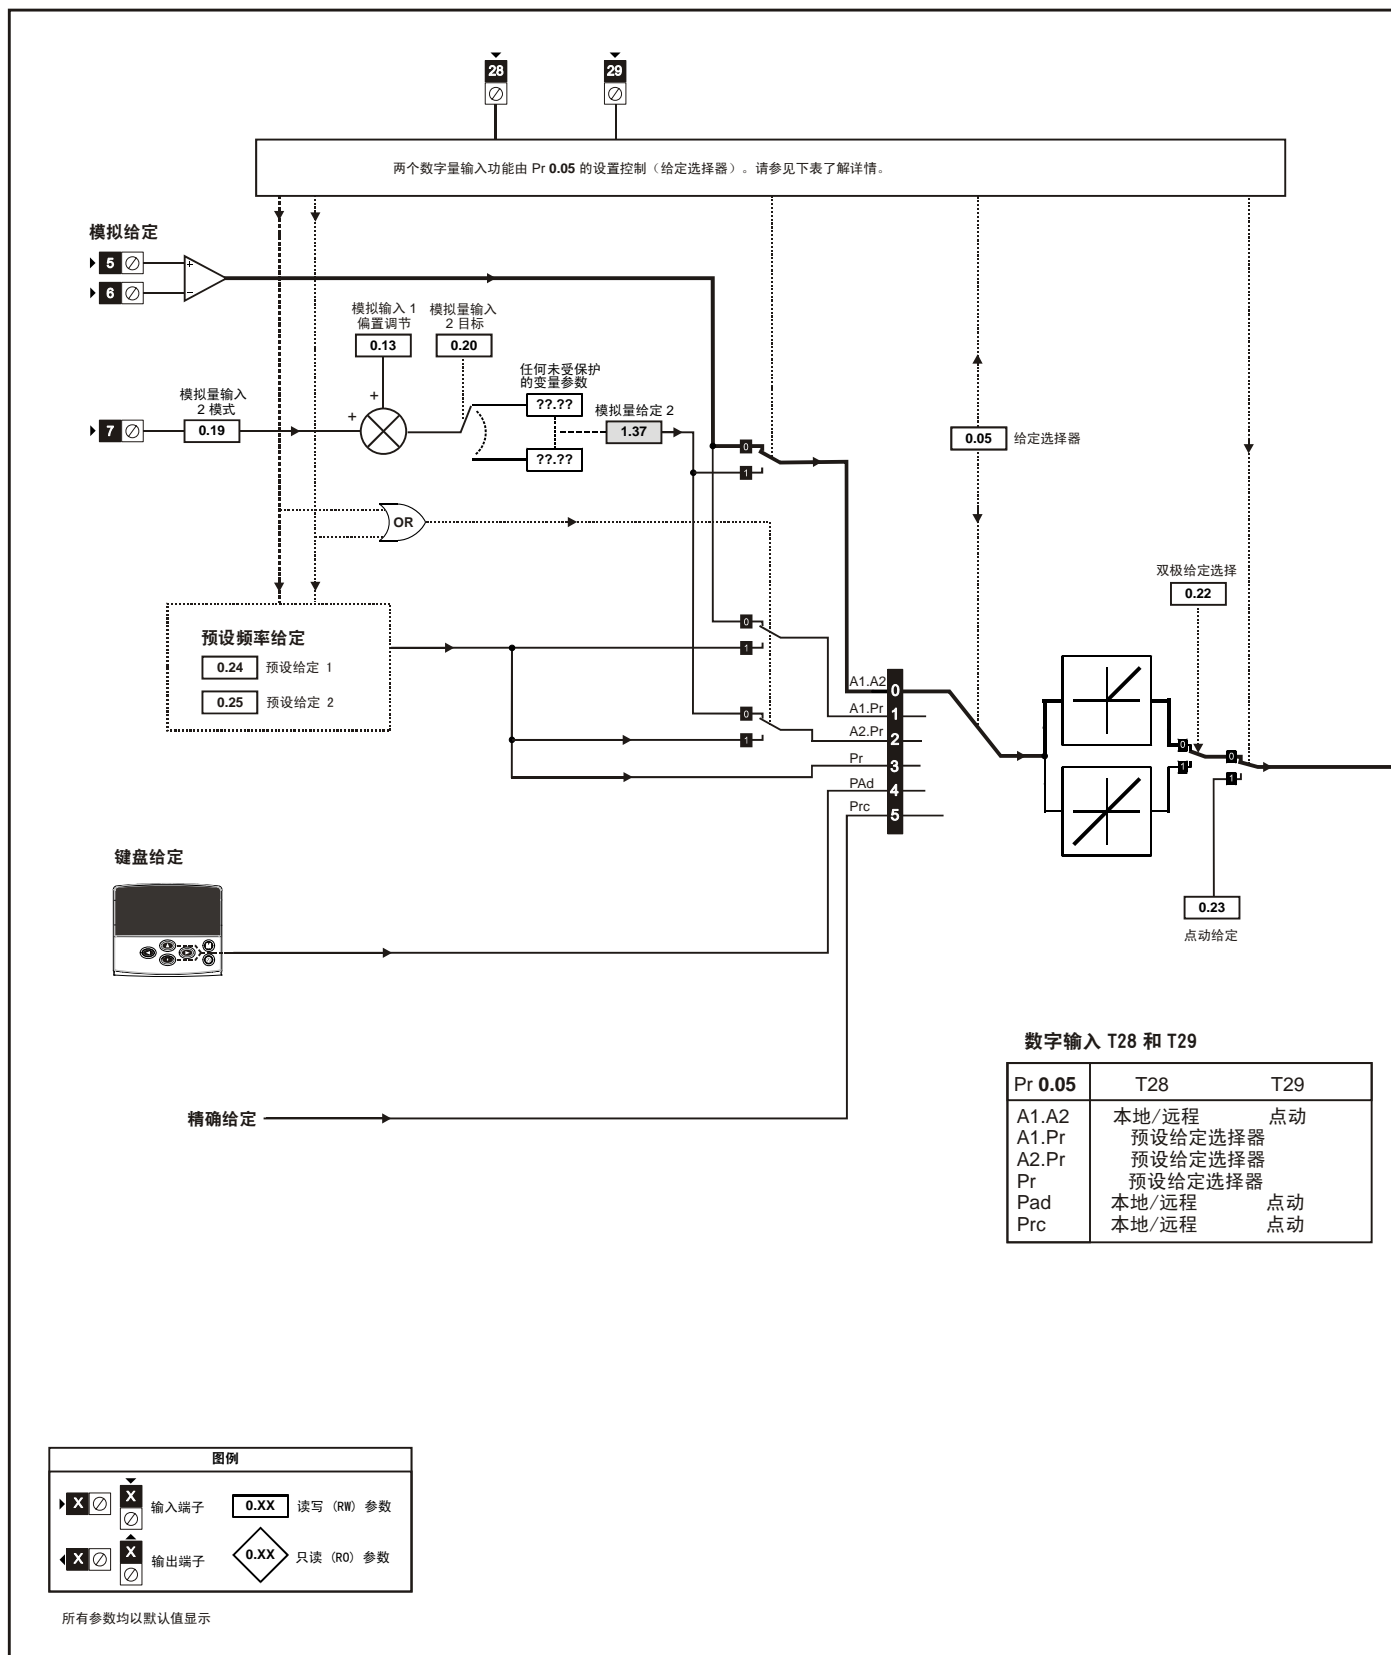 28
29
两个数字量输入功能由 Pr 0.05 的设置控制（给定选择器）。请参见下表了解详情。
模拟给定
5
+
6
−
模拟输入 1
偏置调节
0.13
模拟量输入
2 目标
0.20
任何未受保护
的变量参数
??.??
??.??
模拟量给定 2
1.37
模拟量输入
2 模式
0.19
7
+
+
0
1
0.05
给定选择器
OR
双极给定选择
0.22
预设频率给定
0.24
预设给定 1
0.25
预设给定 2
0
1
0
1
A1.A2
0
A1.Pr
1
A2.Pr
2
Pr
3
PAd
4
Prc
5
0
1
0
1
0.23
点动给定
键盘给定
精确给定
数字输入 T28 和 T29
Pr 0.05 T28 T29
A1.A2 本地/远程 点动
A1.Pr 预设给定选择器
A2.Pr 预设给定选择器
Pr 预设给定选择器
Pad 本地/远程 点动
Prc 本地/远程 点动
图例
X
X
输入端子
0.XX
读写 (RW) 参数
X
X
输出端子
0.XX
只读 (RO) 参数
所有参数均以默认值显示